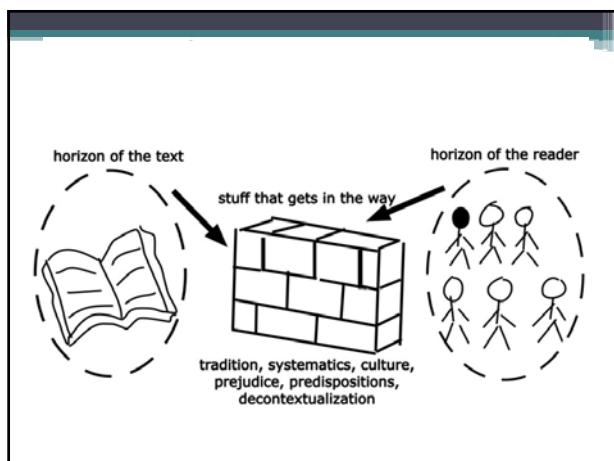 horizon of the text
horizon of the reader
stuff that gets in the way
tradition, systematics, culture,
prejudice, predispositions,
decontextualization